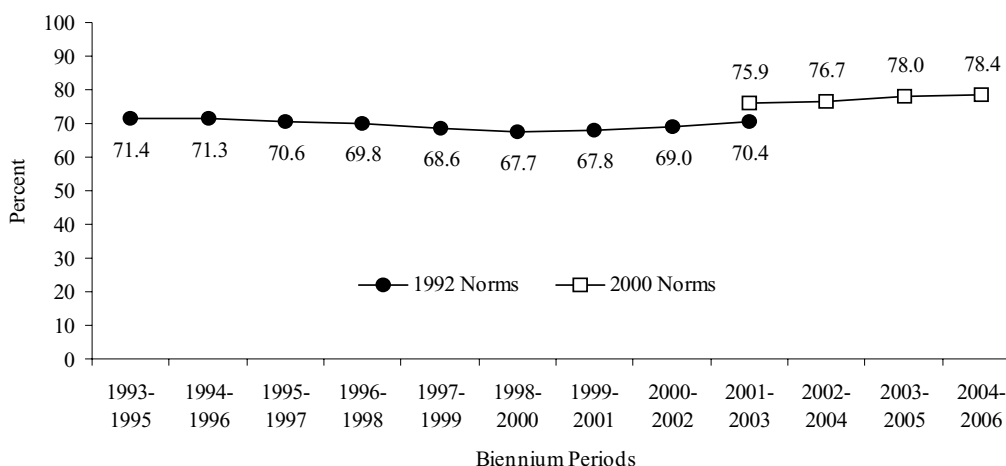 100
90
80
70
60
50
40
30
20
10
0
Percent
75.9 76.7 78.0 78.4
71.4 71.3 70.6 69.8 68.6 67.7 67.8 69.0 70.4
1992 Norms 2000 Norms
1993- 1994- 1995- 1996- 1997- 1998- 1999- 2000- 2001- 2002- 2003- 2004-
1995 1996 1997 1998 1999 2000 2001 2002 2003 2004 2005 2006
Biennium Periods